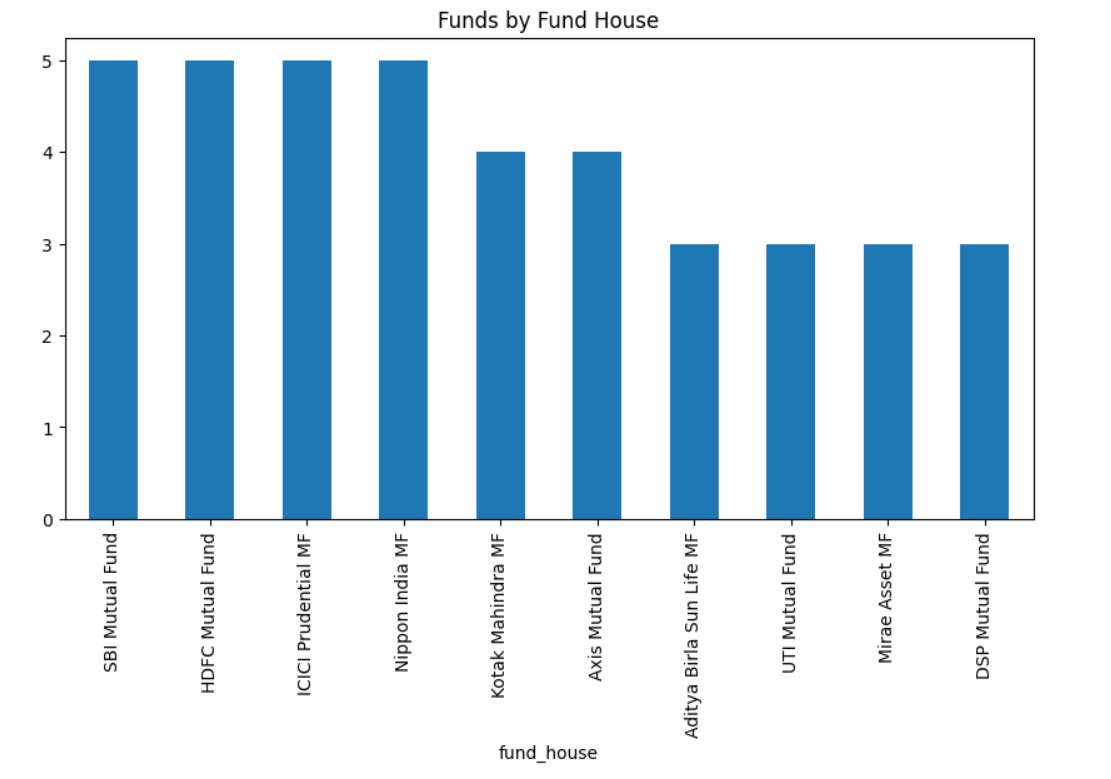 Funds by Fund House
5
4
3
2
1
0
SBI Mutual Fund
HDFC Mutual Fund
ICICI Prudential MF
Nippon India MF
Kotak Mahindra MF
Axis Mutual Fund
Aditya Birla Sun Life MF
UTI Mutual Fund
Mirae Asset MF
DSP Mutual Fund
fund_house